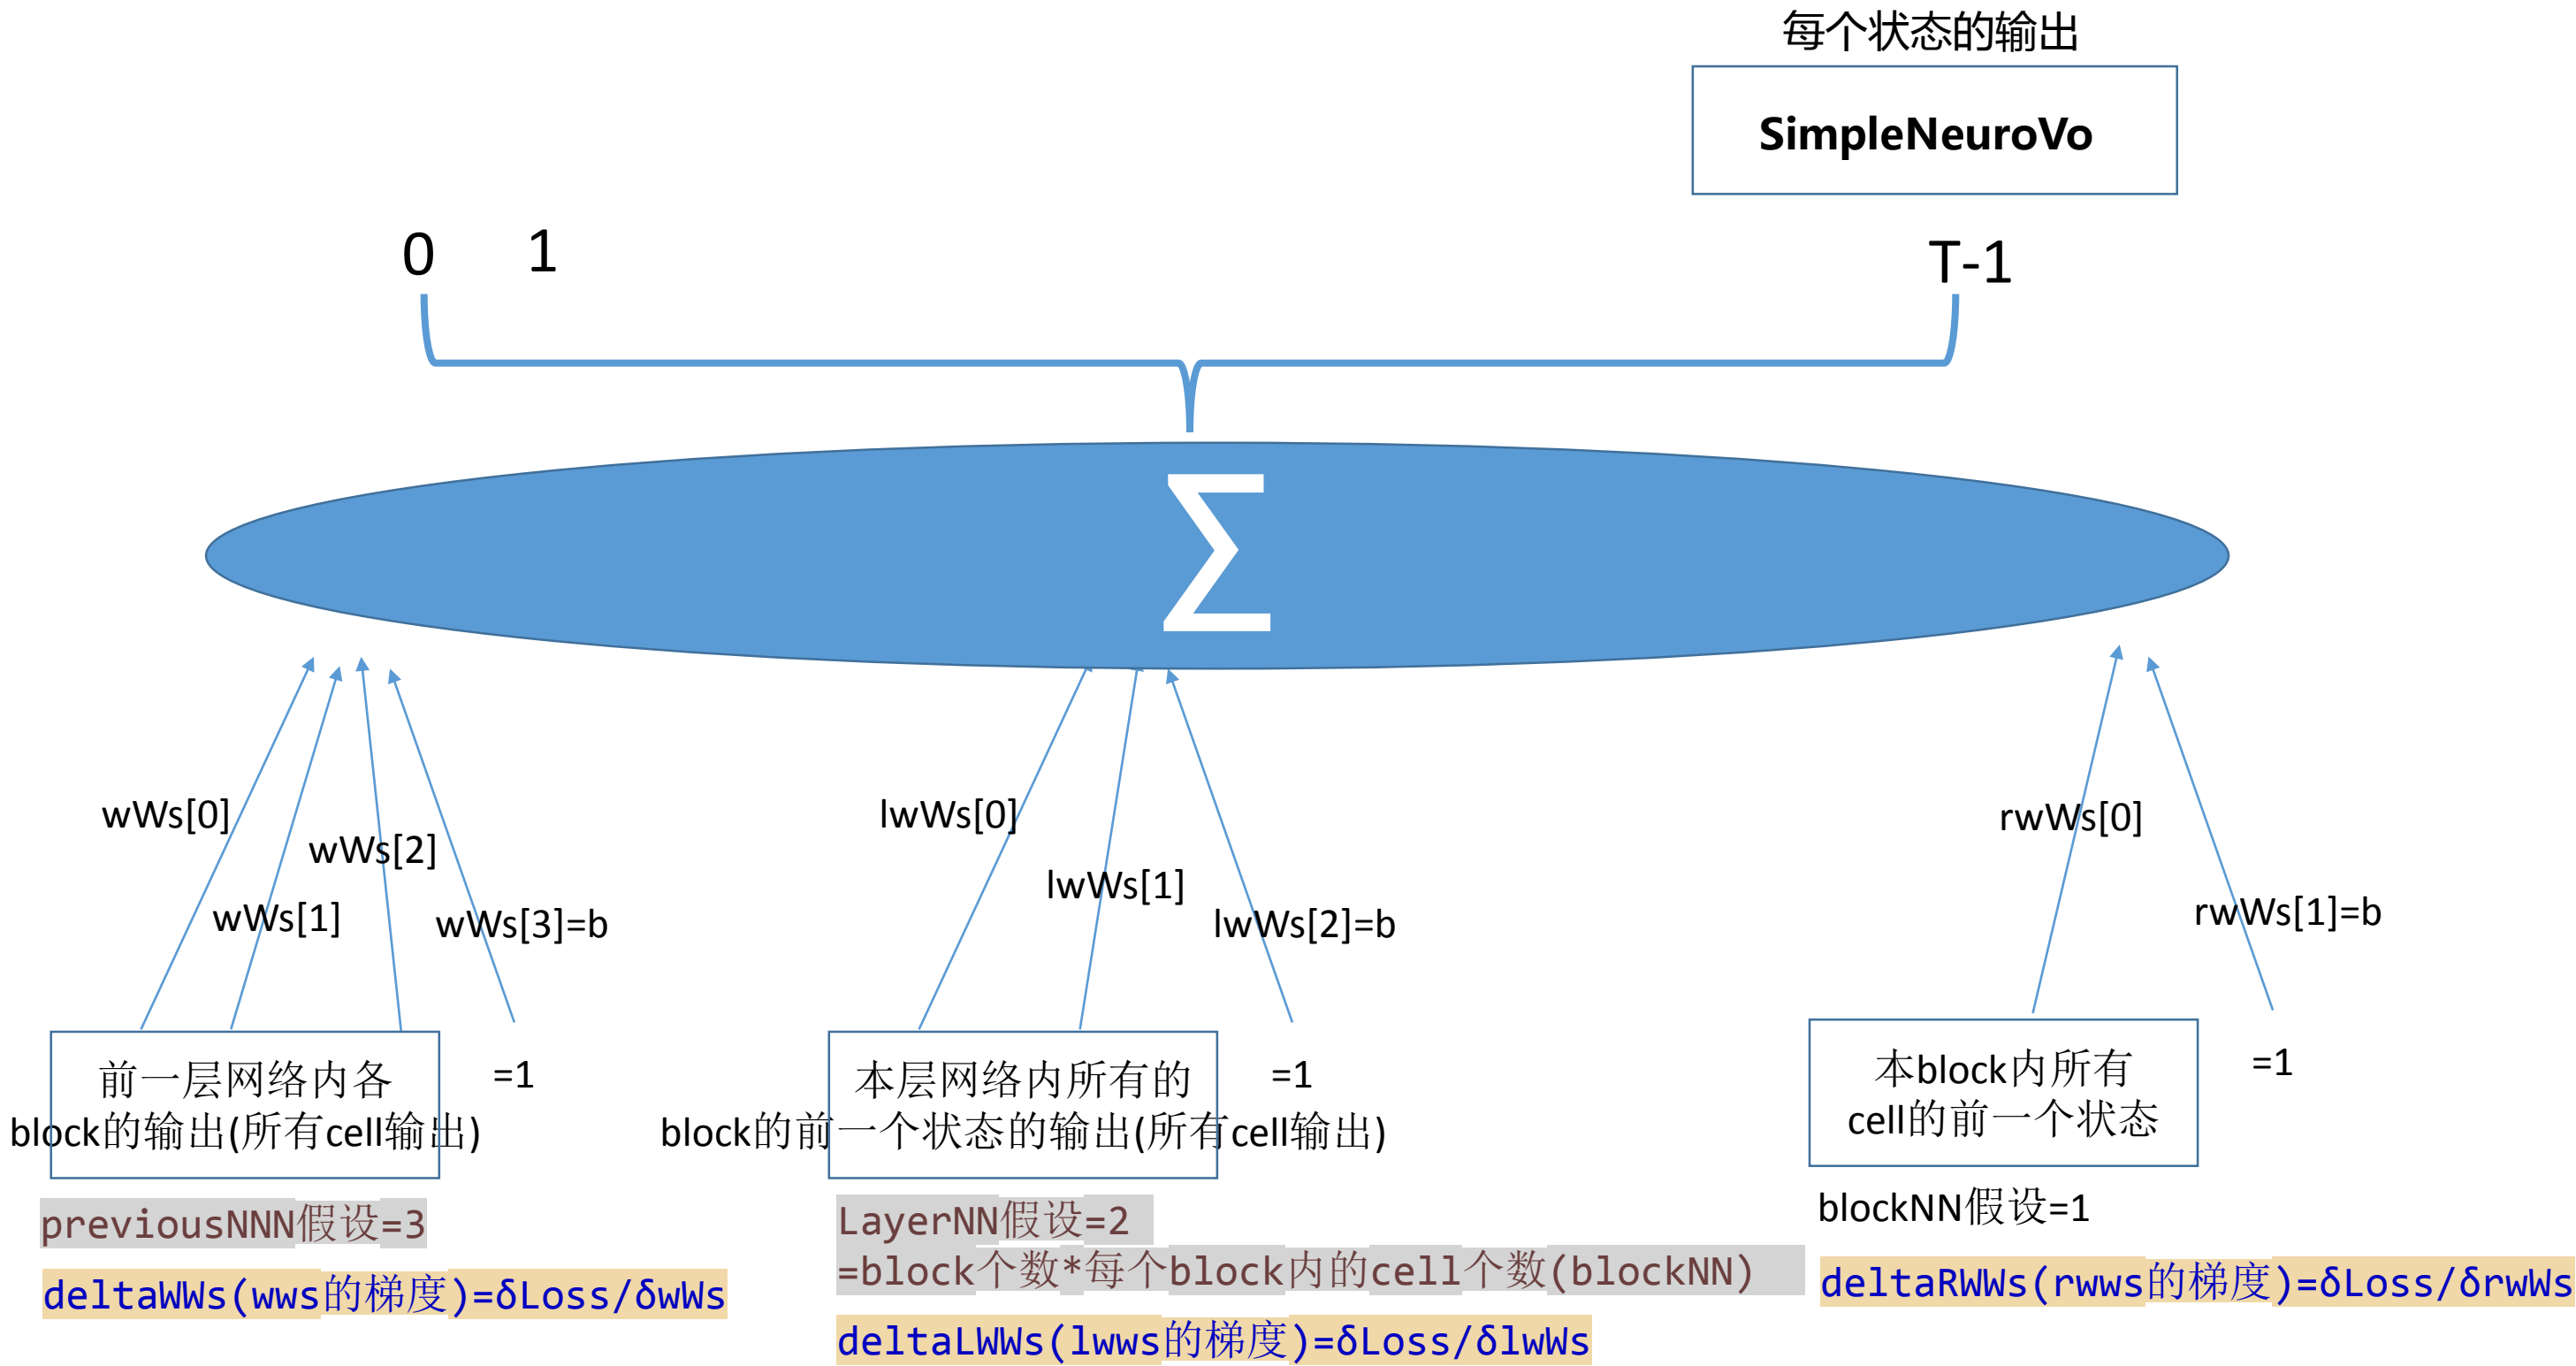 每个状态的输出
SimpleNeuroVo
0
1
T-1
∑
wWs[0]
wWs[2]
wWs[1]
wWs[3]=b
lwWs[0]
lwWs[1]
lwWs[2]=b
rwWs[0]
rwWs[1]=b
前一层网络内各
block的输出(所有cell输出)
=1
本层网络内所有的
block的前一个状态的输出(所有cell输出)
=1
本block内所有
cell的前一个状态
=1
previousNNN假设=3
deltaWWs(wws的梯度)=δLoss/δwWs
LayerNN假设=2
=block个数*每个block内的cell个数(blockNN)
deltaLWWs(lwws的梯度)=δLoss/δlwWs
blockNN假设=1
deltaRWWs(rwws的梯度)=δLoss/δrwWs